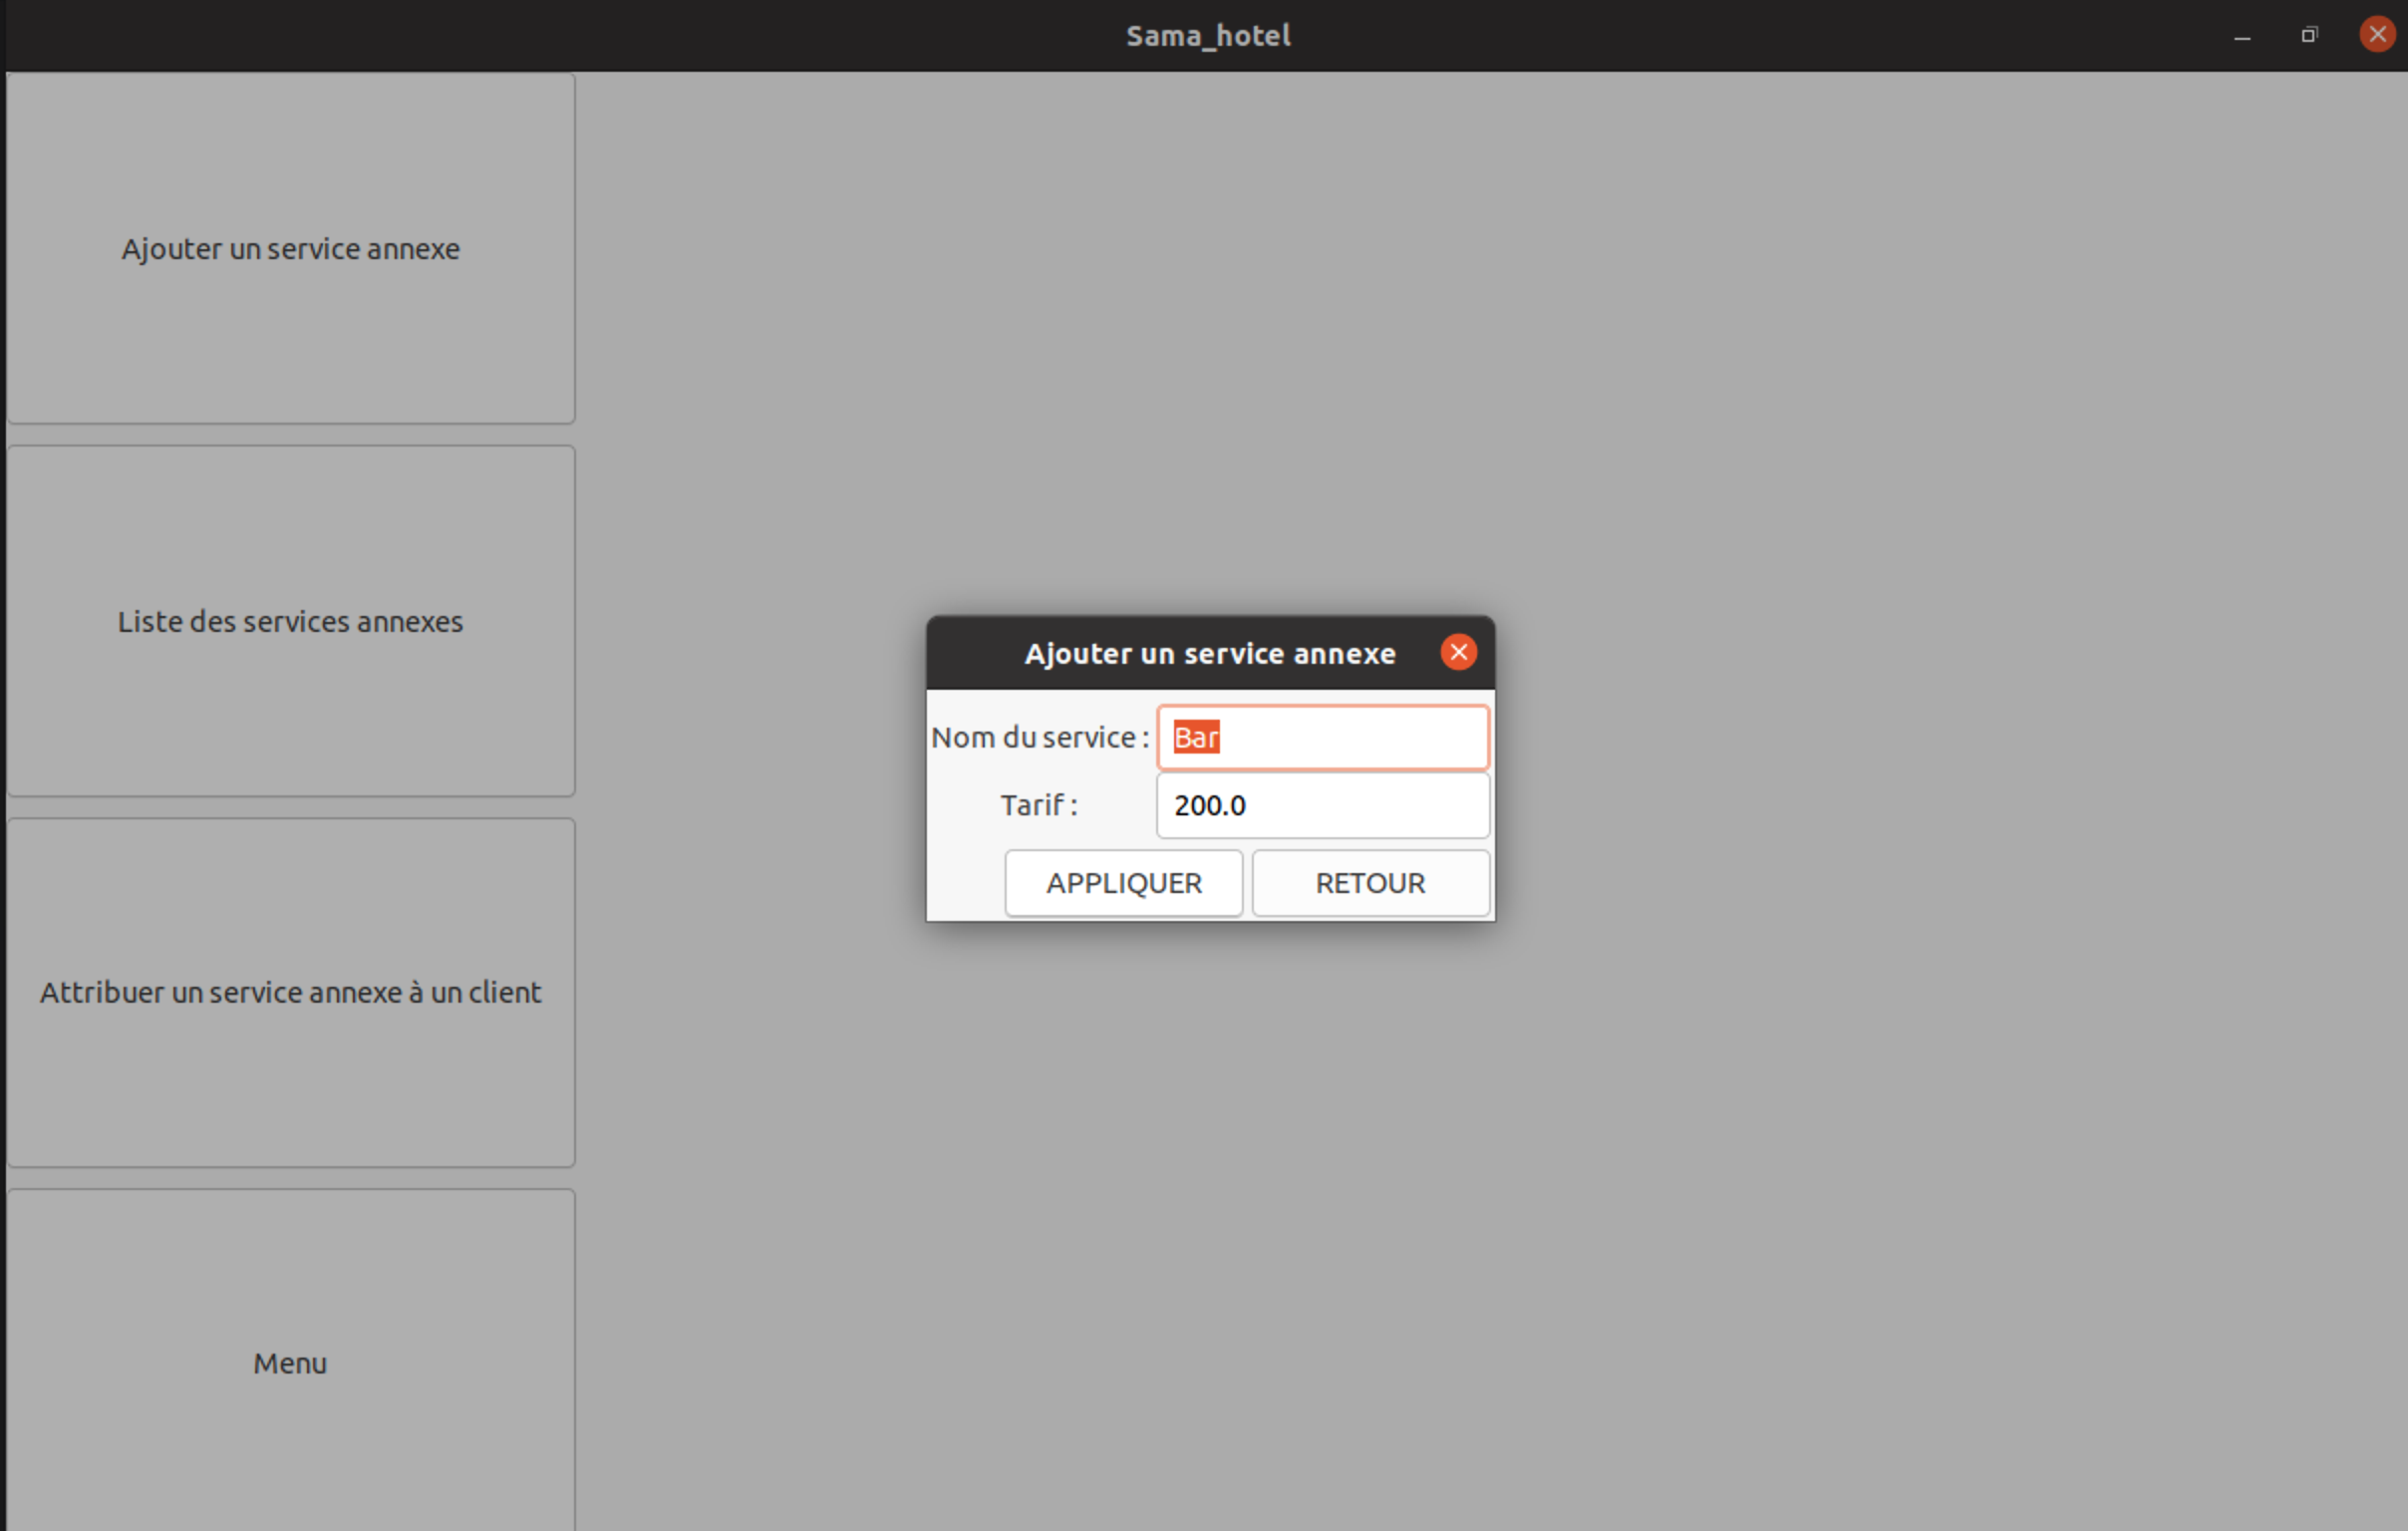 Sama_hotel
Ajouter un service annexe
Liste des services annexes
Attribuer un service annexe à un client
Menu
Ajouter un service annexe
Nom du service : Bar
Tarif : 200.0
APPLIQUER RETOUR